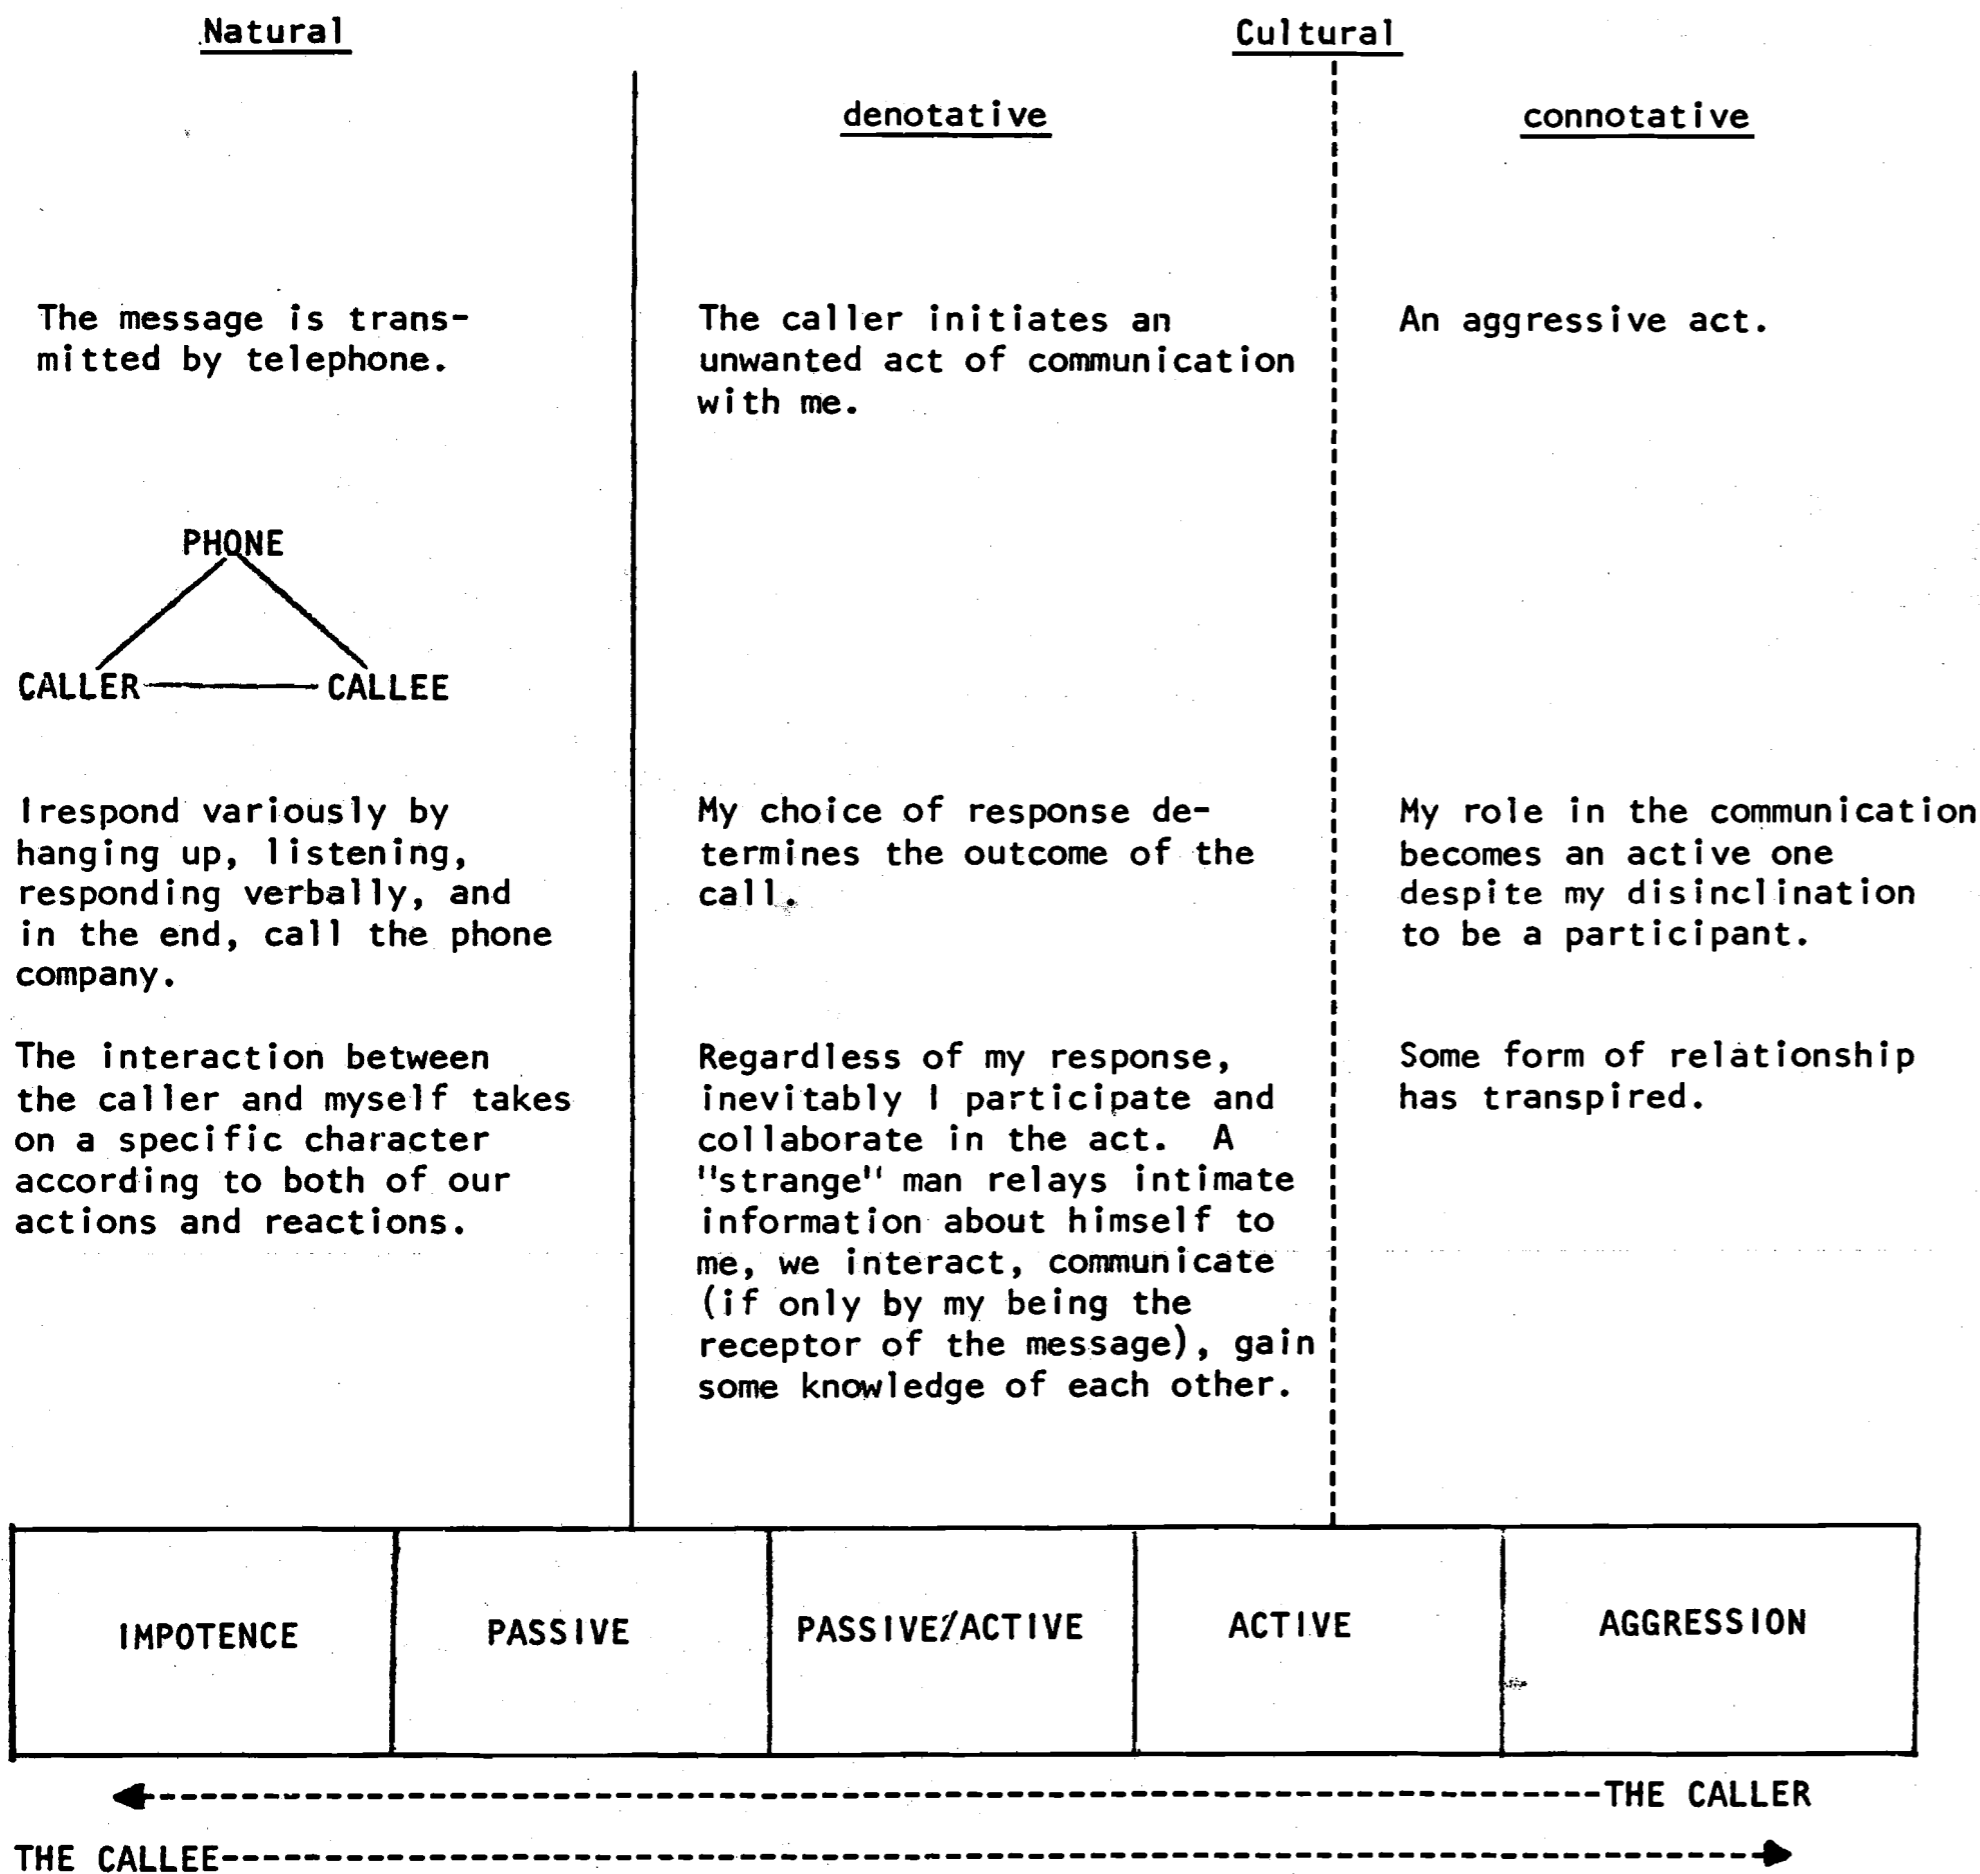 Natural
Cultural
denotative
connotative
The message is trans-
mitted by telephone.
The caller initiates an
unwanted act of communication
with me.
An aggressive act.
PHONE
CALLER
CALLEE
I respond variously by
hanging up, listening,
responding verbally, and
in the end, call the phone
company.
My choice of response de-
termines the outcome of the
call.
My role in the communication
becomes an active one
despite my disinclination
to be a participant.
The interaction between
the caller and myself takes
on a specific character
according to both of our
actions and reactions.
Regardless of my response,
inevitably I participate and
collaborate in the act. A
"strange" man relays intimate
information about himself to
me, we interact, communicate
(if only by my being the
receptor of the message), gain
some knowledge of each other.
Some form of relationship
has transpired.
IMPOTENCE
PASSIVE
PASSIVE/ACTIVE
ACTIVE
AGGRESSION
THE CALLER
THE CALLEE